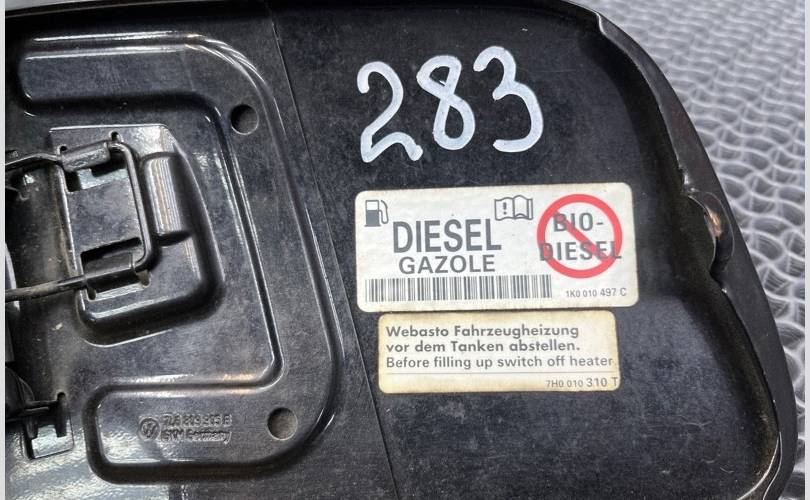 283
DIESEL
GAZOLE
BIO-
DIESEL
1K0 010 497 C
Webasto Fahrzeugheizung
vor dem Tanken abstellen.
Before filling up switch off heater.
7H0 010 310 T
Germany